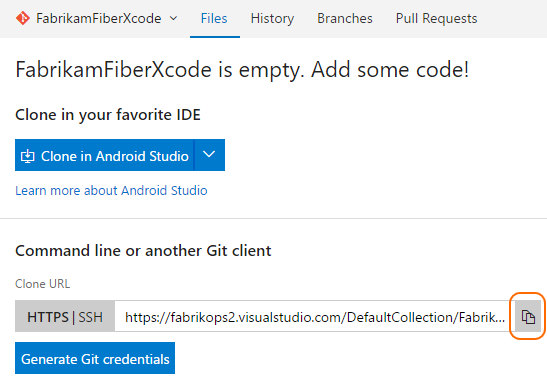 FabrikamFiberXcode Files History Branches Pull Requests
FabrikamFiberXcode is empty. Add some code!
Clone in your favorite IDE
Clone in Android Studio
Learn more about Android Studio
Command line or another Git client
Clone URL
HTTPS | SSH https://fabrikops2.visualstudio.com/DefaultCollection/Fabrik...
Generate Git credentials